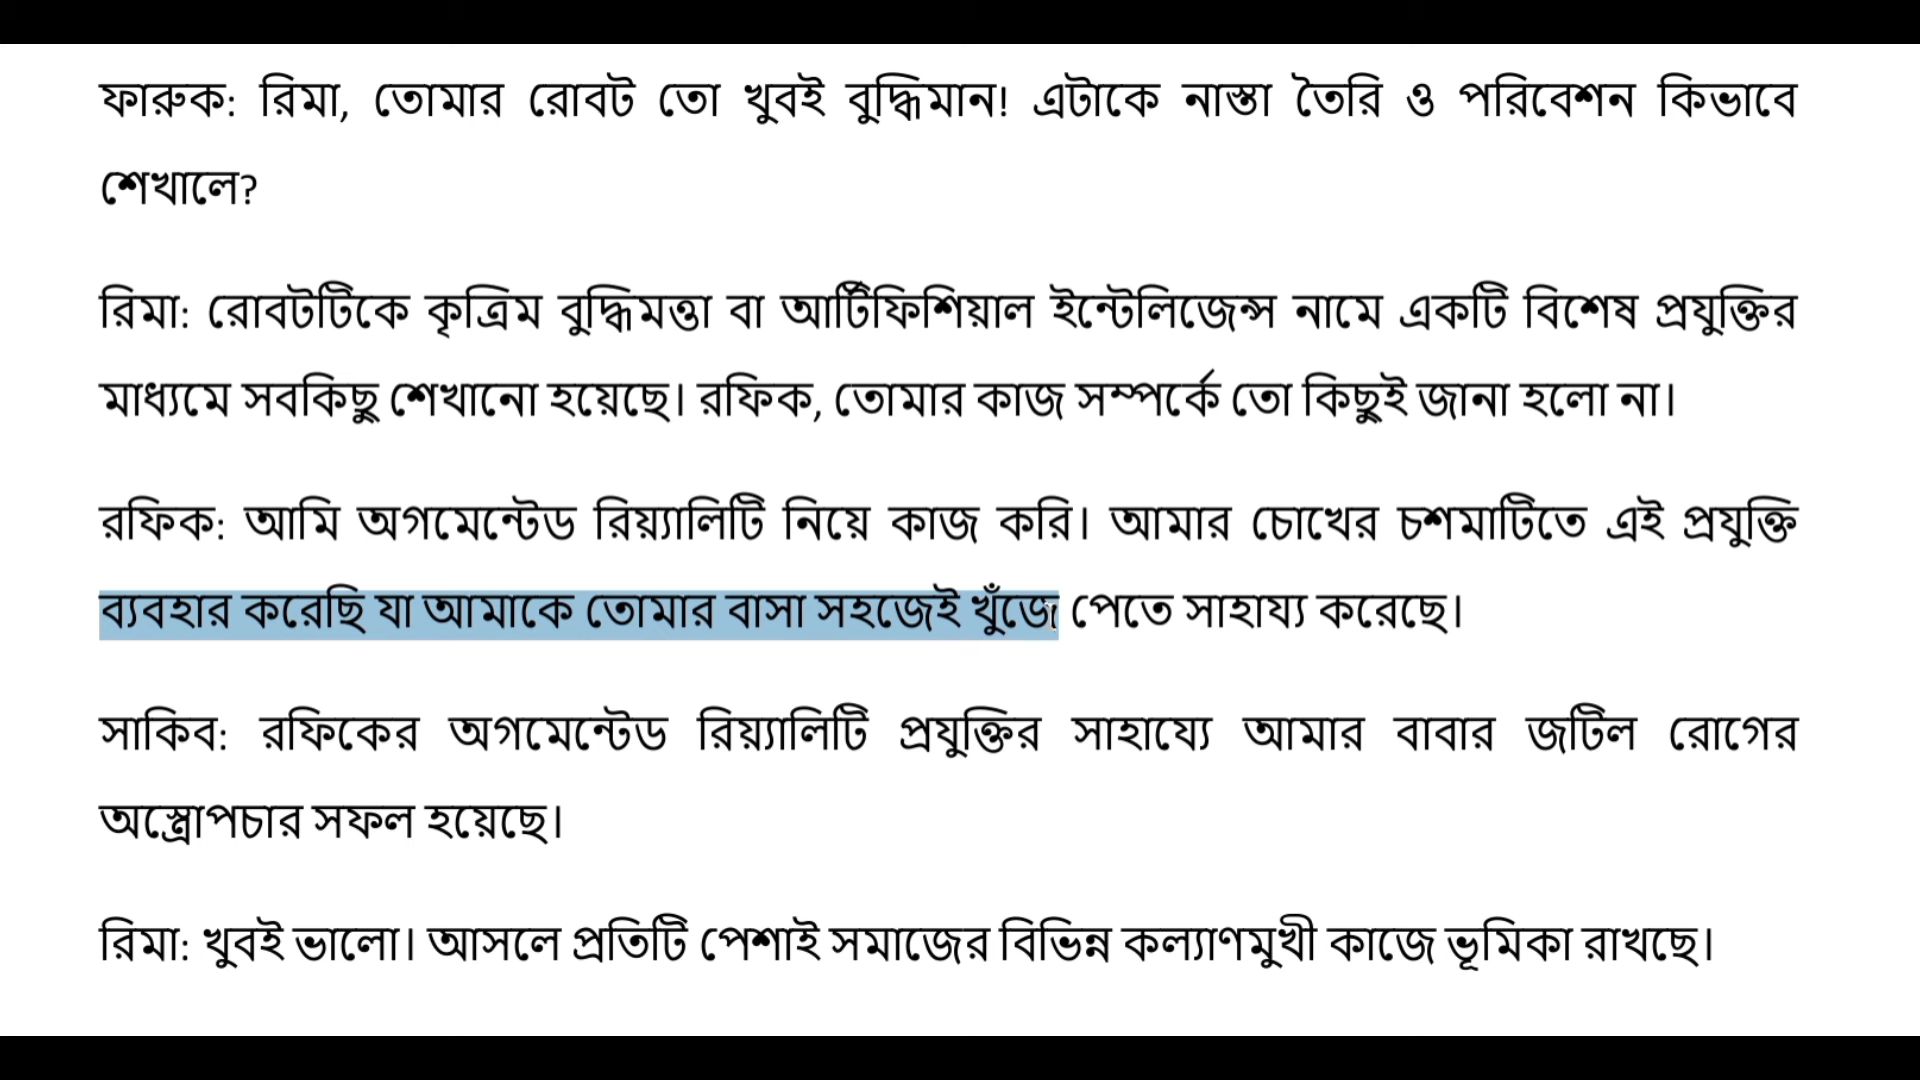 ফারুক: রিমা, তোমার রোবট তো খুবই বুদ্ধিমান! এটাকে নাস্তা তৈরি ও পরিবেশন কিভাবে
শেখালে?
রিমা: রোবটটিকে কৃত্রিম বুদ্ধিমত্তা বা আর্টিফিশিয়াল ইন্টেলিজেন্স নামে একটি বিশেষ প্রযুক্তির
মাধ্যমে সবকিছু শেখানো হয়েছে। রফিক, তোমার কাজ সম্পর্কে তো কিছুই জানা হলো না।
রফিক: আমি অগমেন্টেড রিয়্যালিটি নিয়ে কাজ করি। আমার চোখের চশমাটিতে এই প্রযুক্তি
ব্যবহার করেছি যা আমাকে তোমার বাসা সহজেই খুঁজে পেতে সাহায্য করেছে।
সাকিব: রফিকের অগমেন্টেড রিয়্যালিটি প্রযুক্তির সাহায্যে আমার বাবার জটিল রোগের
অস্ত্রোপচার সফল হয়েছে।
রিমা: খুবই ভালো। আসলে প্রতিটি পেশাই সমাজের বিভিন্ন কল্যাণমুখী কাজে ভূমিকা রাখছে।